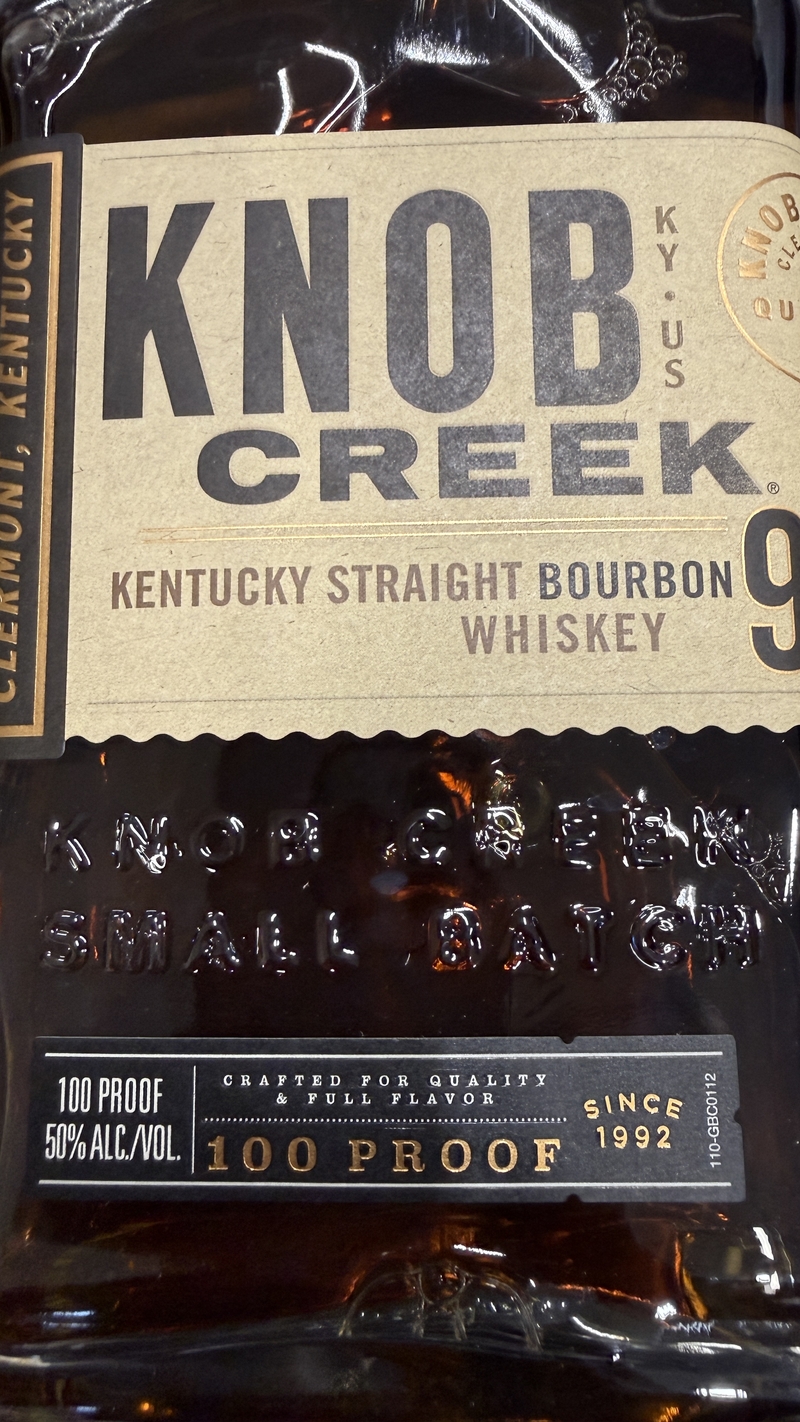 CLERMONT, KENTUCKY
KNOB
KY·US
CREEK®
KNOB
KENTUCKY STRAIGHT BOURBON
WHISKEY
9
KNOB CREEK
SMALL BATCH
100 PROOF
50% ALC./VOL.
CRAFTED FOR QUALITY
& FULL FLAVOR
100 PROOF
SINCE
1992
110-GBC0112